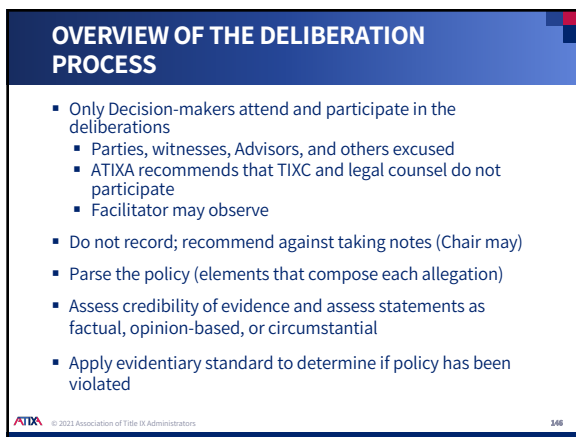 OVERVIEW OF THE DELIBERATION
PROCESS
▪ Only Decision-makers attend and participate in the
deliberations
▪ Parties, witnesses, Advisors, and others excused
▪ ATIXA recommends that TIXC and legal counsel do not
participate
▪ Facilitator may observe
▪ Do not record; recommend against taking notes (Chair may)
▪ Parse the policy (elements that compose each allegation)
▪ Assess credibility of evidence and assess statements as
factual, opinion-based, or circumstantial
▪ Apply evidentiary standard to determine if policy has been
violated
ATIXA © 2021 Association of Title IX Administrators 146